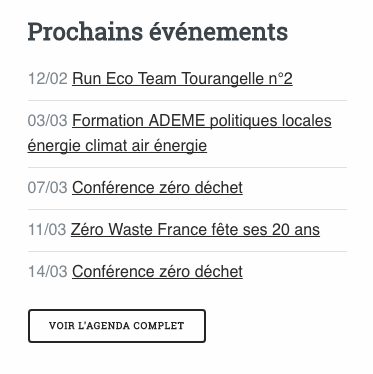 Prochains événements
12/02 Run Eco Team Tourangelle n°2
03/03 Formation ADEME politiques locales
énergie climat air énergie
07/03 Conférence zéro déchet
11/03 Zéro Waste France fête ses 20 ans
14/03 Conférence zéro déchet
VOIR L'AGENDA COMPLET